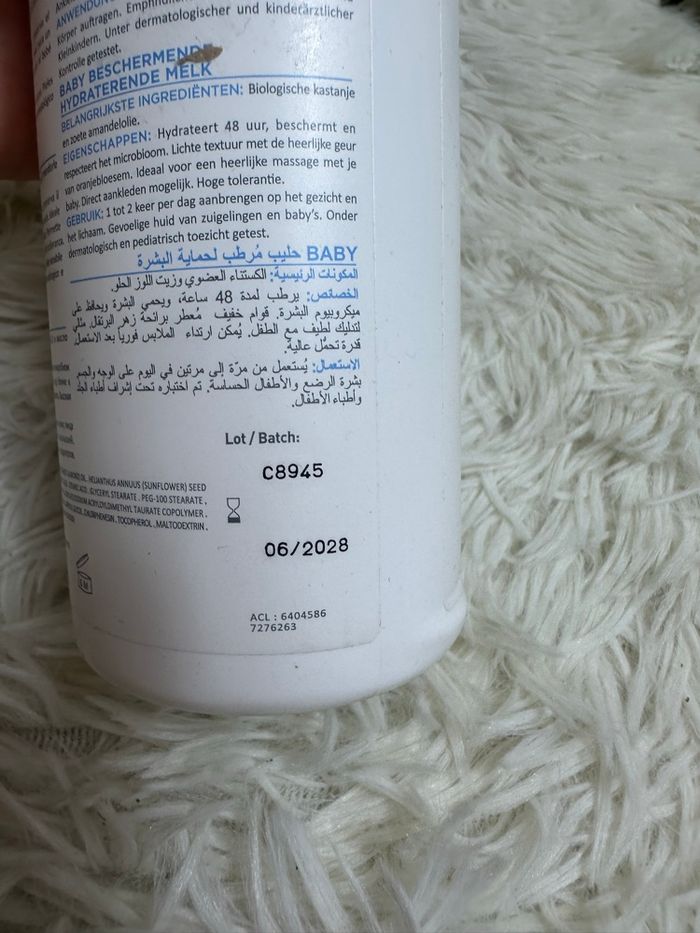 ANWENDUNG
Körper auftragen. Empfindlichen
Kleinkindern. Unter dermatologischer und kinderärztlicher
Kontrolle getestet.
BABY BESCHERMENDE
HYDRATERENDE MELK
BELANGRIJKSTE INGREDIËNTEN: Biologische kastanje
en zoete amandelolie.
EIGENSCHAPPEN: Hydrateert 48 uur, beschermt en
respecteert het microbioom. Lichte textuur met de heerlijke geur
van oranjebloesem. Ideaal voor een heerlijke massage met je
baby. Direct aankleden mogelijk. Hoge tolerantie.
GEBRUIK: 1 tot 2 keer per dag aanbrengen op het gezicht en
het lichaam. Gevoelige huid van zuigelingen en baby's. Onder
dermatologisch en pediatrisch toezicht getest.
BABY حليب مُرطب لحماية البشرة
المكونات الرئيسية: الكستناء العضوي وزيت اللوز الحلو.
الخصائص: يرطب لمدة 48 ساعة، ويحمي البشرة ويحافظ على
ميكروبيوم البشرة. قوام خفيف مُعطر برائحة زهر البرتقال. مثالي
لتدليك لطيف مع الطفل. يُمكن ارتداء الملابس فورياً بعد الاستعمال.
قدرة تحمُّل عالية.
الاستعمال: يُستعمل من مرّة إلى مرتين في اليوم على الوجه والجسم.
بشرة الرضع والأطفال الحساسة. تم اختباره تحت إشراف أطباء الجلد
وأطباء الأطفال.
Lot / Batch:
C8945
HELIANTHUS ANNUUS (SUNFLOWER) SEED
GLYCERYL STEARATE . PEG-100 STEARATE .
TAURATE COPOLYMER .
TOCOPHEROL . MALTODEXTRIN .
06/2028
ACL : 6404586
7276263